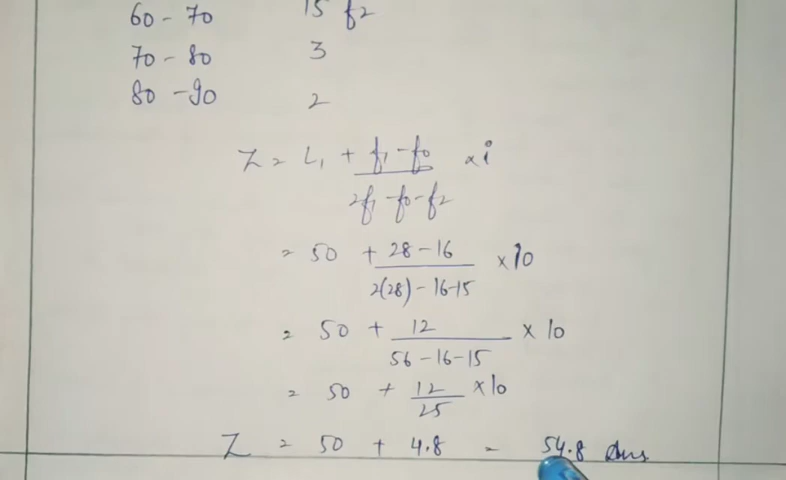 60 - 70 15 f2
70 - 80 3
80 - 90 2
Z = L₁ + f₁ - f₀ × i
2f₁ - f₀ - f₂
= 50 + 28 - 16 × 10
2(28) - 16 - 15
= 50 + 12 × 10
56 - 16 - 15
= 50 + 12 × 10
25
Z = 50 + 4.8 = 54.8 Ans